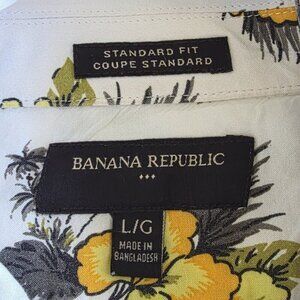 STANDARD FIT
COUPE STANDARD
BANANA REPUBLIC
L/G
MADE IN
BANGLADESH